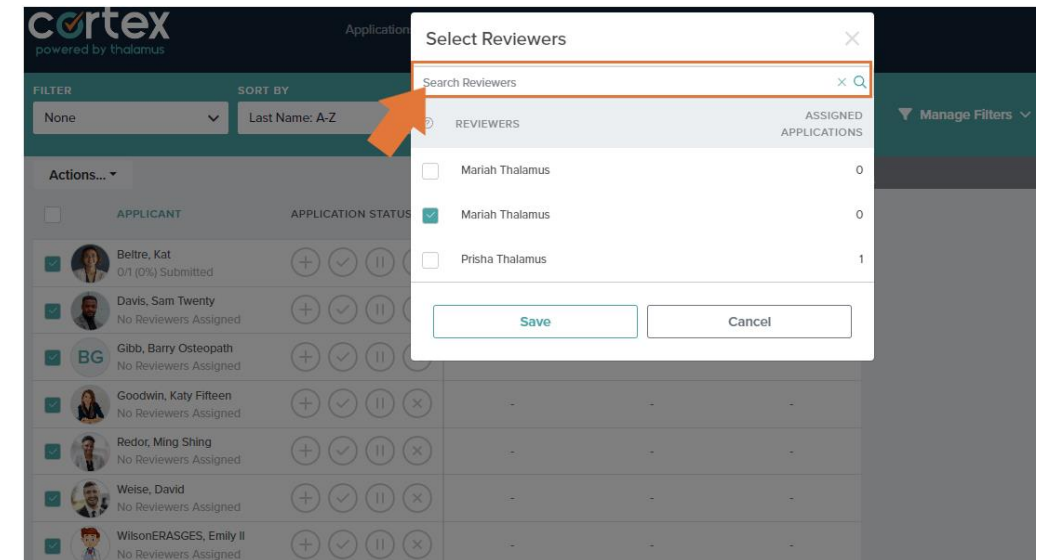 cortex
powered by thalamus
Application
Select Reviewers
Search Reviewers
FILTER
SORT BY
None
Last Name: A-Z
REVIEWERS
ASSIGNED
APPLICATIONS
Manage Filters
Mariah Thalamus 0
Mariah Thalamus 0
Prisha Thalamus 1
Save
Cancel
Actions...
APPLICANT
APPLICATION STATUS
Beltre, Kat
0/1 (0%) Submitted
Davis, Sam Twenty
No Reviewers Assigned
BG
Gibb, Barry Osteopath
No Reviewers Assigned
Goodwin, Katy Fifteen
No Reviewers Assigned
- - -
Redor, Ming Shing
No Reviewers Assigned
- - -
Weise, David
No Reviewers Assigned
- - -
WilsonERASGES, Emily II
No Reviewers Assigned
- - -